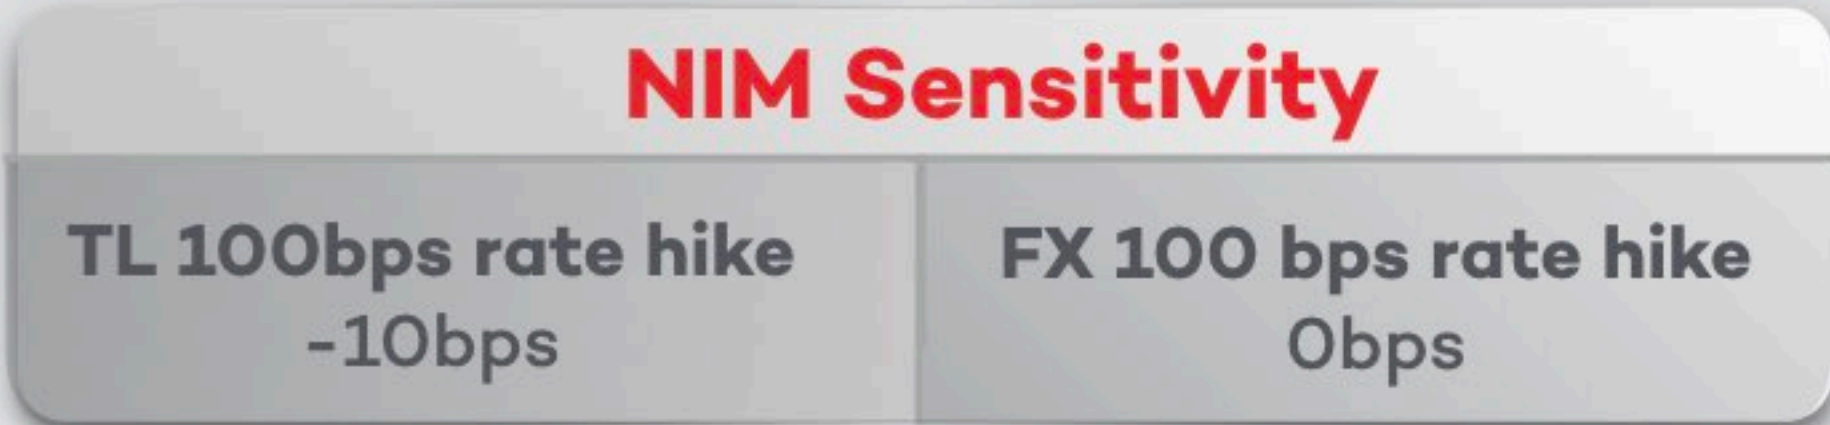 NIM Sensitivity
TL 100bps rate hike
-10bps
FX 100 bps rate hike
0bps